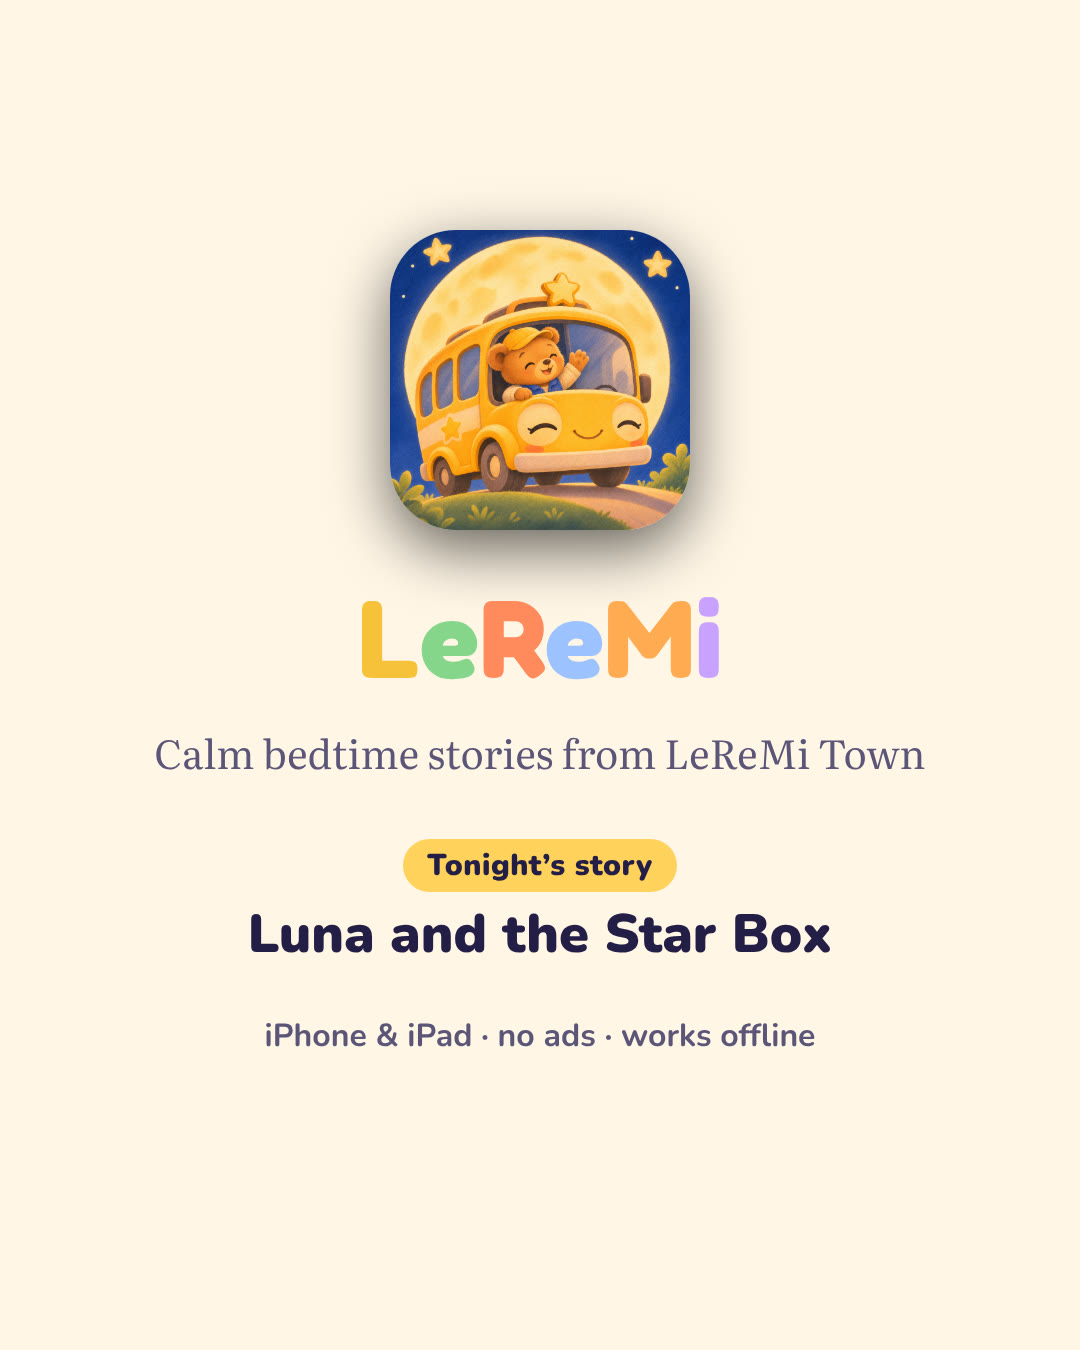 LeReMi
Calm bedtime stories from LeReMi Town
Tonight’s story
Luna and the Star Box
iPhone & iPad · no ads · works offline